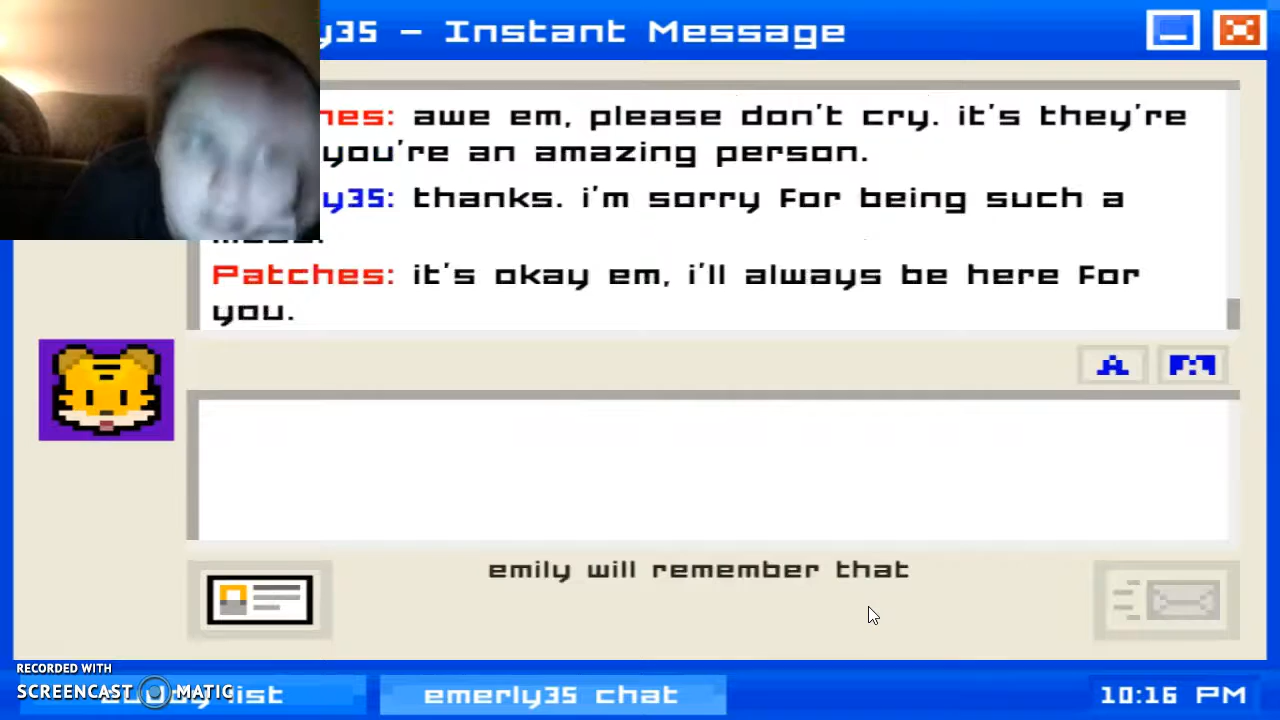 y35 - Instant Message
hes: awe em, please don't cry. it's they're
you're an amazing person.
y35: thanks. i'm sorry for being such a
Patches: it's okay em, i'll always be here for
you.
A
emily will remember that
RECORDED WITH
SCREENCAST MATIC
list
emerly35 chat
10:16 PM